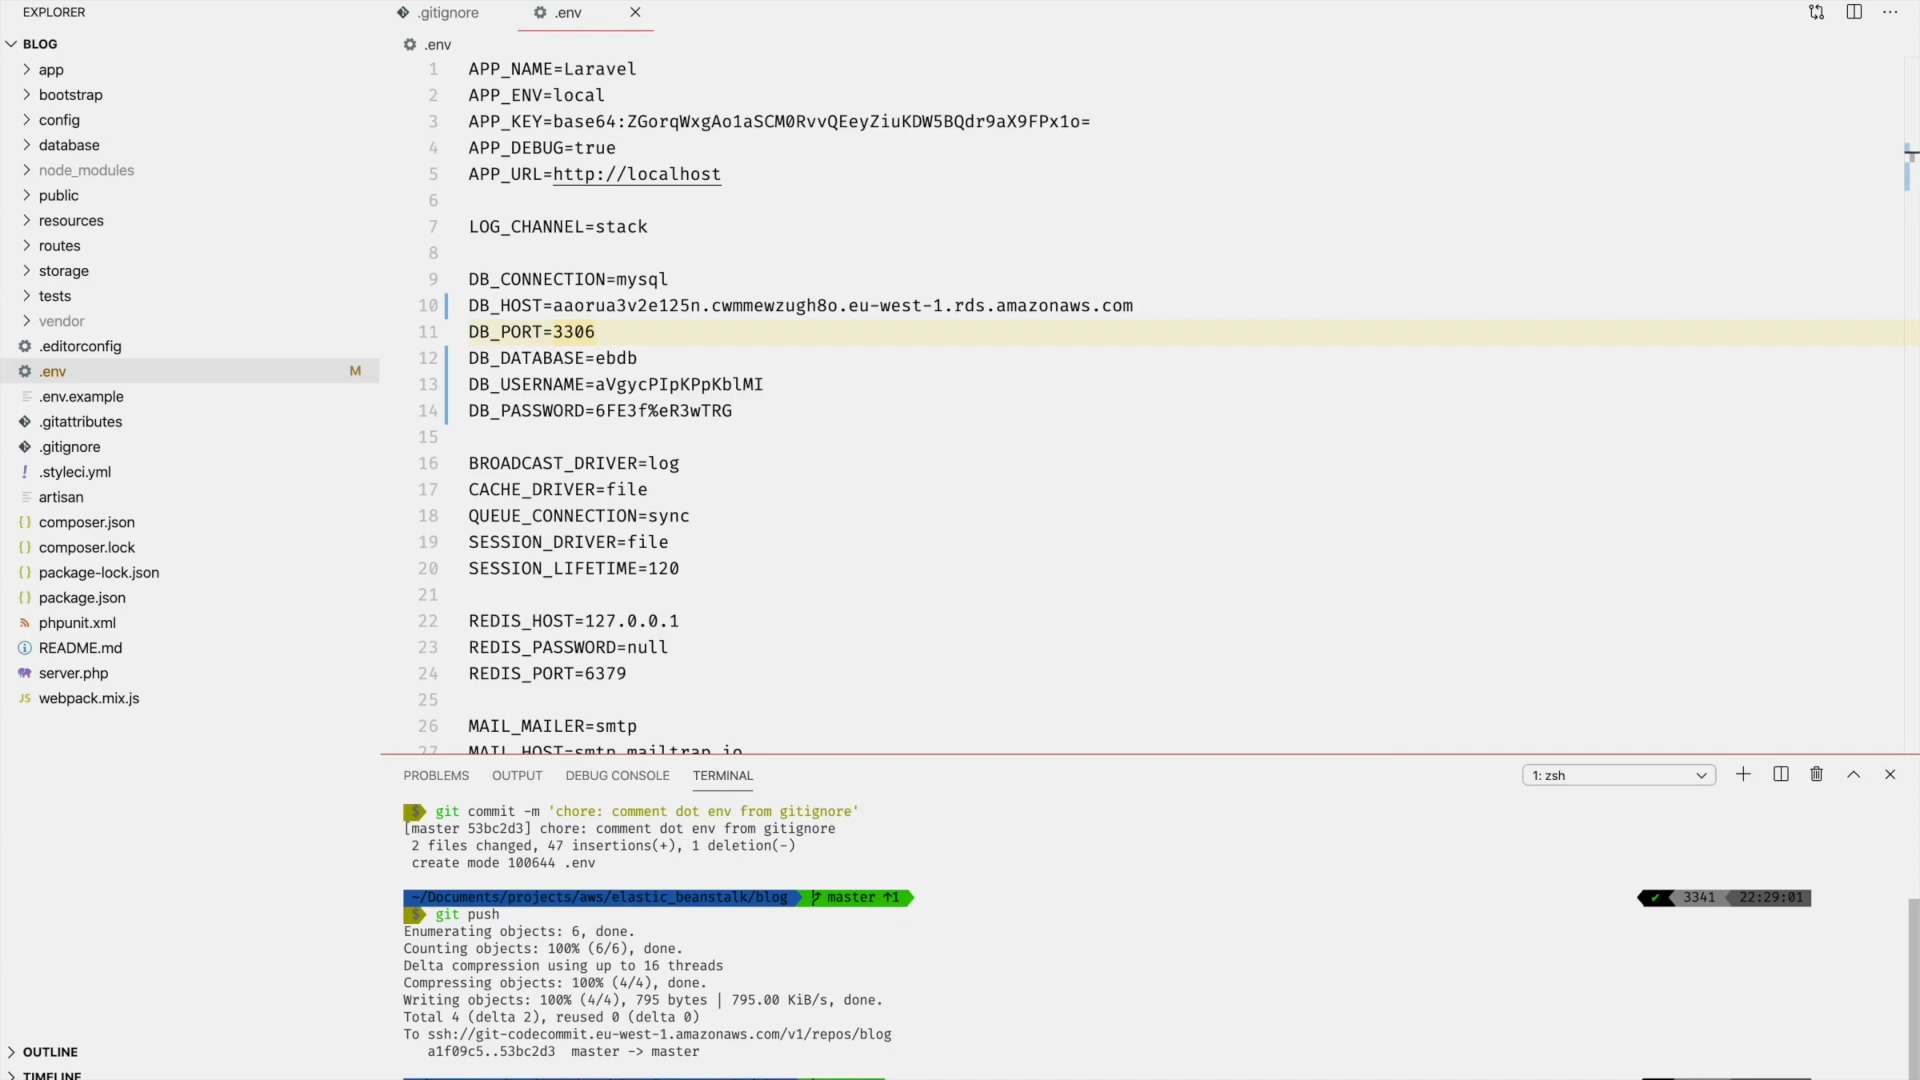 EXPLORER
BLOG
app
bootstrap
config
database
node_modules
public
resources
routes
storage
tests
vendor
.editorconfig
.env M
.env.example
.gitattributes
.gitignore
! .styleci.yml
artisan
{} composer.json
{} composer.lock
{} package-lock.json
{} package.json
phpunit.xml
README.md
server.php
JS webpack.mix.js
OUTLINE
TIMELINE
.gitignore
.env
.env
1 APP_NAME=Laravel
2 APP_ENV=local
3 APP_KEY=base64:ZGorqWxgAo1aSCM0RvvQEeyZiuKDW5BQdr9aX9FPx1o=
4 APP_DEBUG=true
5 APP_URL=http://localhost
6
7 LOG_CHANNEL=stack
8
9 DB_CONNECTION=mysql
10 DB_HOST=aaorua3v2e125n.cwmmewzugh8o.eu-west-1.rds.amazonaws.com
11 DB_PORT=3306
12 DB_DATABASE=ebdb
13 DB_USERNAME=aVgycPIpKPpKblMI
14 DB_PASSWORD=6FE3f%eR3wTRG
15
16 BROADCAST_DRIVER=log
17 CACHE_DRIVER=file
18 QUEUE_CONNECTION=sync
19 SESSION_DRIVER=file
20 SESSION_LIFETIME=120
21
22 REDIS_HOST=127.0.0.1
23 REDIS_PASSWORD=null
24 REDIS_PORT=6379
25
26 MAIL_MAILER=smtp
27 MAIL_HOST=smtp.mailtrap.io
PROBLEMS OUTPUT DEBUG CONSOLE TERMINAL
1: zsh
$ git commit -m 'chore: comment dot env from gitignore'
[master 53bc2d3] chore: comment dot env from gitignore
2 files changed, 47 insertions(+), 1 deletion(-)
create mode 100644 .env
~/Documents/projects/aws/elastic_beanstalk/blog master ↑1 ✔ 3341 22:29:01
$ git push
Enumerating objects: 6, done.
Counting objects: 100% (6/6), done.
Delta compression using up to 16 threads
Compressing objects: 100% (4/4), done.
Writing objects: 100% (4/4), 795 bytes | 795.00 KiB/s, done.
Total 4 (delta 2), reused 0 (delta 0)
To ssh://git-codecommit.eu-west-1.amazonaws.com/v1/repos/blog
a1f09c5..53bc2d3 master -> master